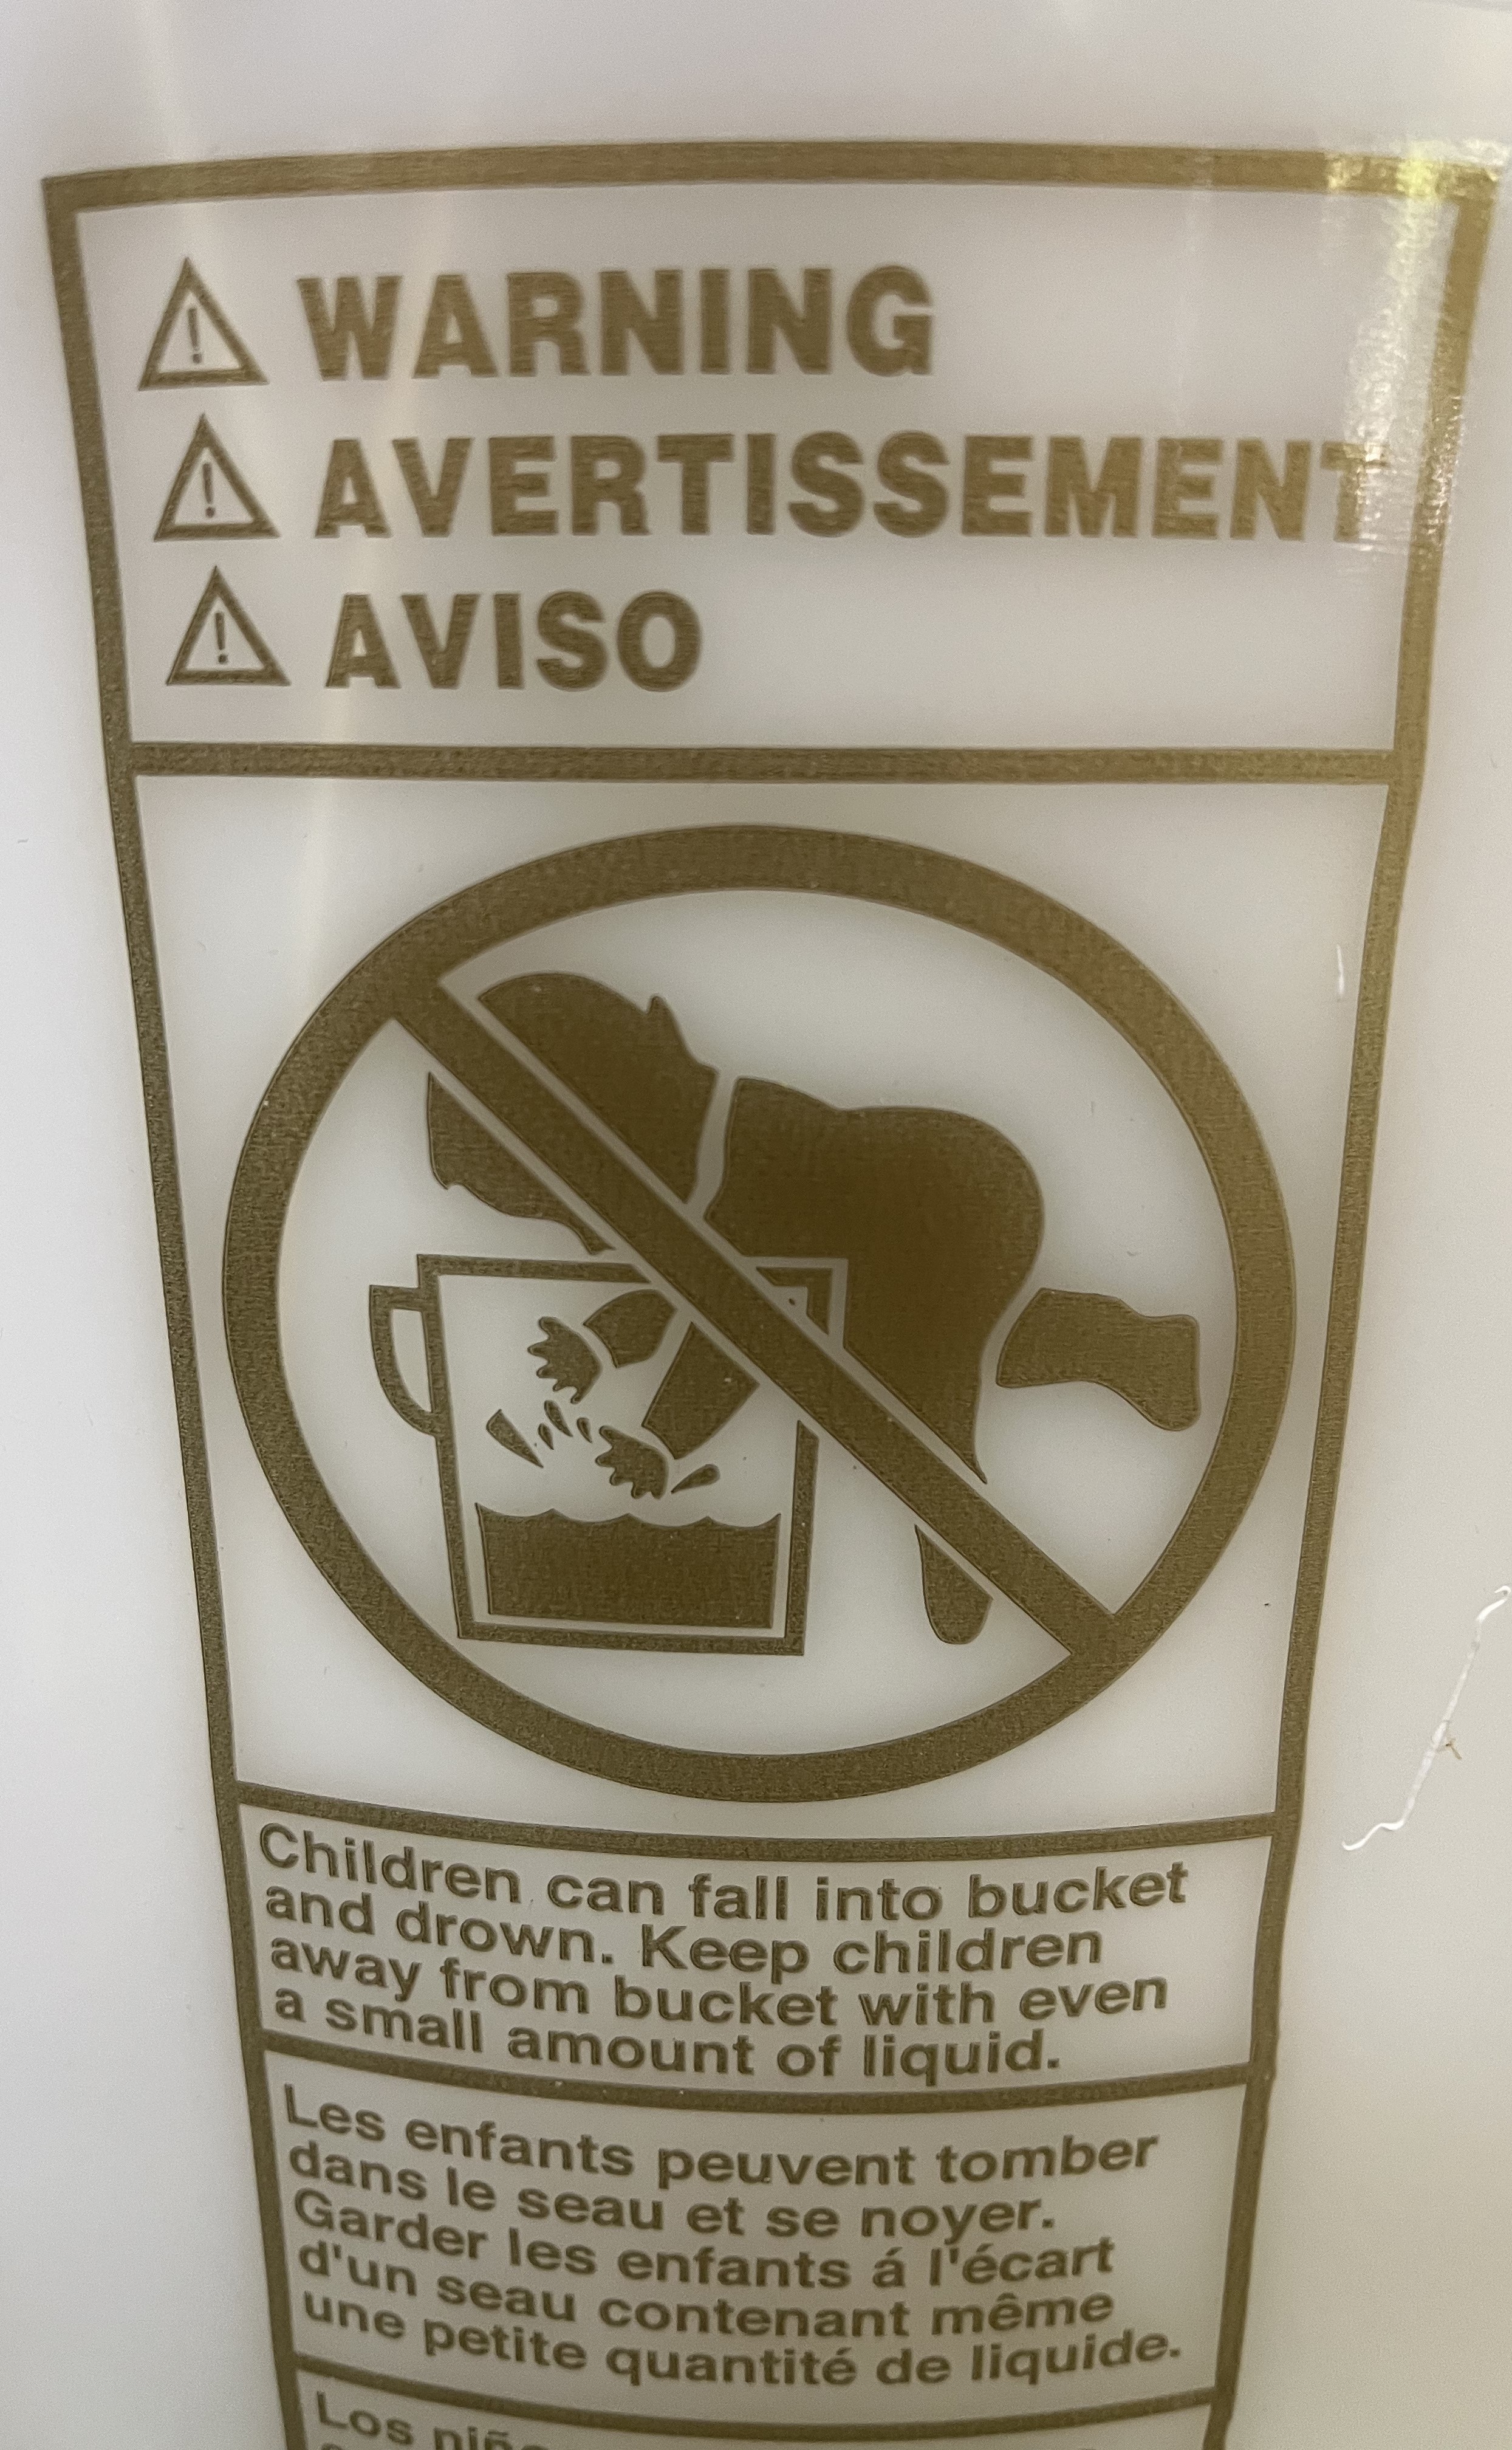 WARNING
AVERTISSEMENT
AVISO
Children can fall into bucket
and drown. Keep children
away from bucket with even
a small amount of liquid.
Les enfants peuvent tomber
dans le seau et se noyer.
Garder les enfants á l'écart
d'un seau contenant même
une petite quantité de liquide.
Los